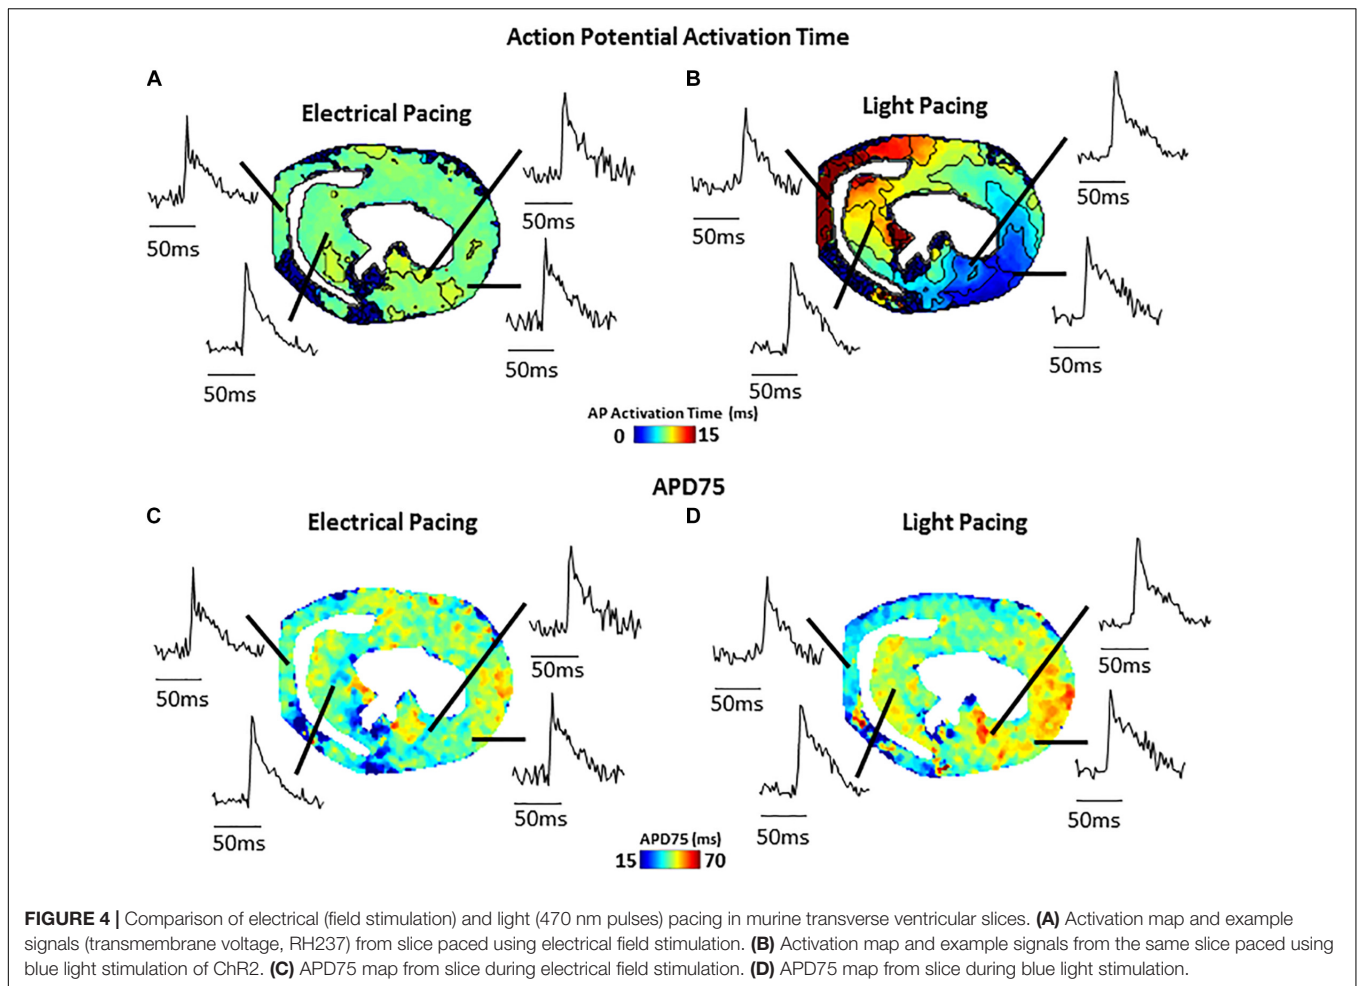 Action Potential Activation Time
A
B
Electrical Pacing
Light Pacing
50ms
50ms
50ms
50ms
50ms
50ms
50ms
50ms
AP Activation Time (ms)
0 15
APD75
C
D
Electrical Pacing
Light Pacing
50ms
50ms
50ms
50ms
50ms
50ms
50ms
50ms
APD75 (ms)
15 70
FIGURE 4 | Comparison of electrical (field stimulation) and light (470 nm pulses) pacing in murine transverse ventricular slices. (A) Activation map and example
signals (transmembrane voltage, RH237) from slice paced using electrical field stimulation. (B) Activation map and example signals from the same slice paced using
blue light stimulation of ChR2. (C) APD75 map from slice during electrical field stimulation. (D) APD75 map from slice during blue light stimulation.